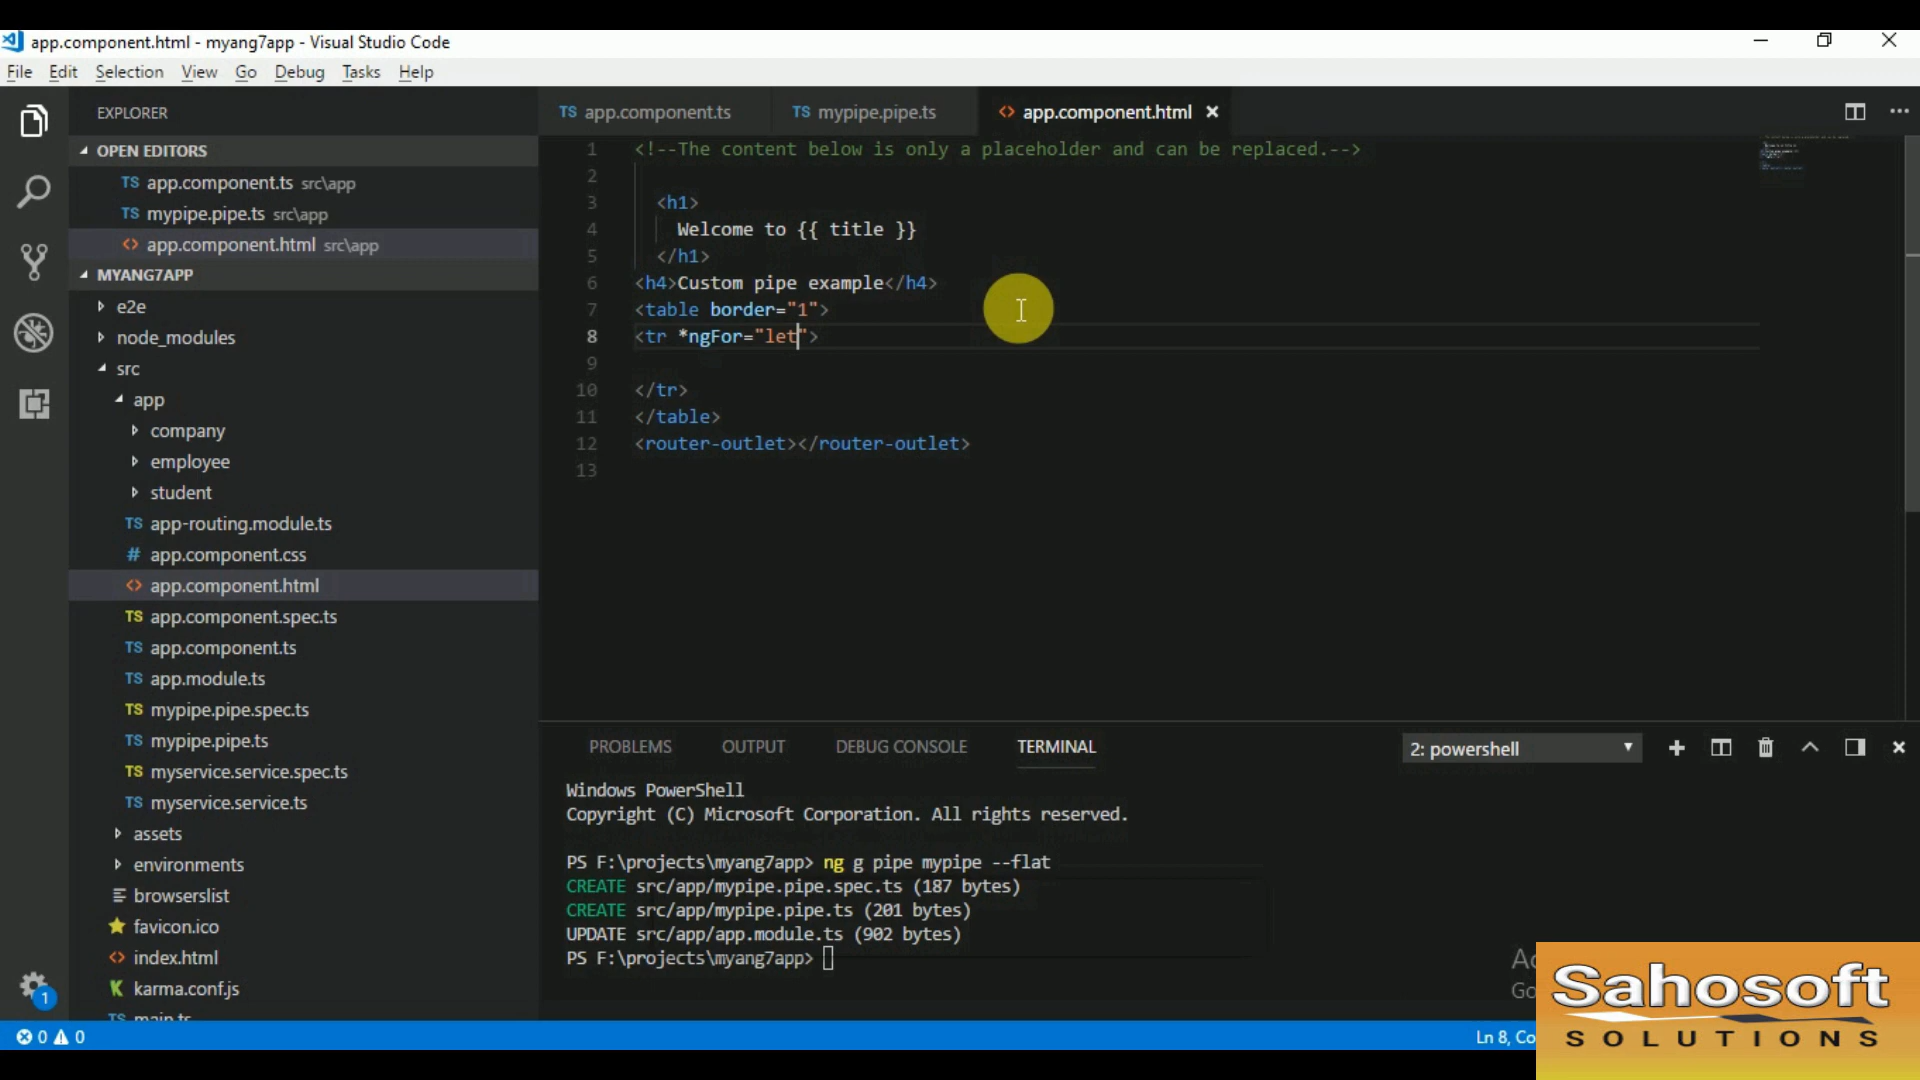 app.component.html - myang7app - Visual Studio Code
File Edit Selection View Go Debug Tasks Help
EXPLORER
OPEN EDITORS
TS app.component.ts src\app
TS mypipe.pipe.ts src\app
<> app.component.html src\app
MYANG7APP
e2e
node_modules
src
app
company
employee
student
TS app-routing.module.ts
# app.component.css
<> app.component.html
TS app.component.spec.ts
TS app.component.ts
TS app.module.ts
TS mypipe.pipe.spec.ts
TS mypipe.pipe.ts
TS myservice.service.spec.ts
TS myservice.service.ts
assets
environments
browserslist
favicon.ico
<> index.html
K karma.conf.js
TS main.ts
1
TS app.component.ts TS mypipe.pipe.ts <> app.component.html
1 <!--The content below is only a placeholder and can be replaced.-->
2
3 <h1>
4 Welcome to {{ title }}
5 </h1>
6 <h4>Custom pipe example</h4>
7 <table border="1">
8 <tr *ngFor="let">
9
10 </tr>
11 </table>
12 <router-outlet></router-outlet>
13
PROBLEMS OUTPUT DEBUG CONSOLE TERMINAL 2: powershell
Windows PowerShell
Copyright (C) Microsoft Corporation. All rights reserved.
PS F:\projects\myang7app> ng g pipe mypipe --flat
CREATE src/app/mypipe.pipe.spec.ts (187 bytes)
CREATE src/app/mypipe.pipe.ts (201 bytes)
UPDATE src/app/app.module.ts (902 bytes)
PS F:\projects\myang7app>
0 0
Ln 8, Co
Sahosoft
SOLUTIONS